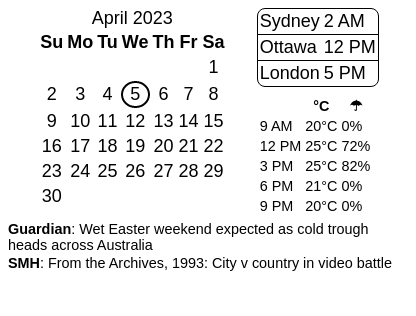 April 2023
Su Mo Tu We Th Fr Sa
1
2 3 4 5 6 7 8
9 10 11 12 13 14 15
16 17 18 19 20 21 22
23 24 25 26 27 28 29
30
Sydney 2 AM
Ottawa 12 PM
London 5 PM
°C ☂
9 AM 20°C 0%
12 PM 25°C 72%
3 PM 25°C 82%
6 PM 21°C 0%
9 PM 20°C 0%
Guardian: Wet Easter weekend expected as cold trough
heads across Australia
SMH: From the Archives, 1993: City v country in video battle